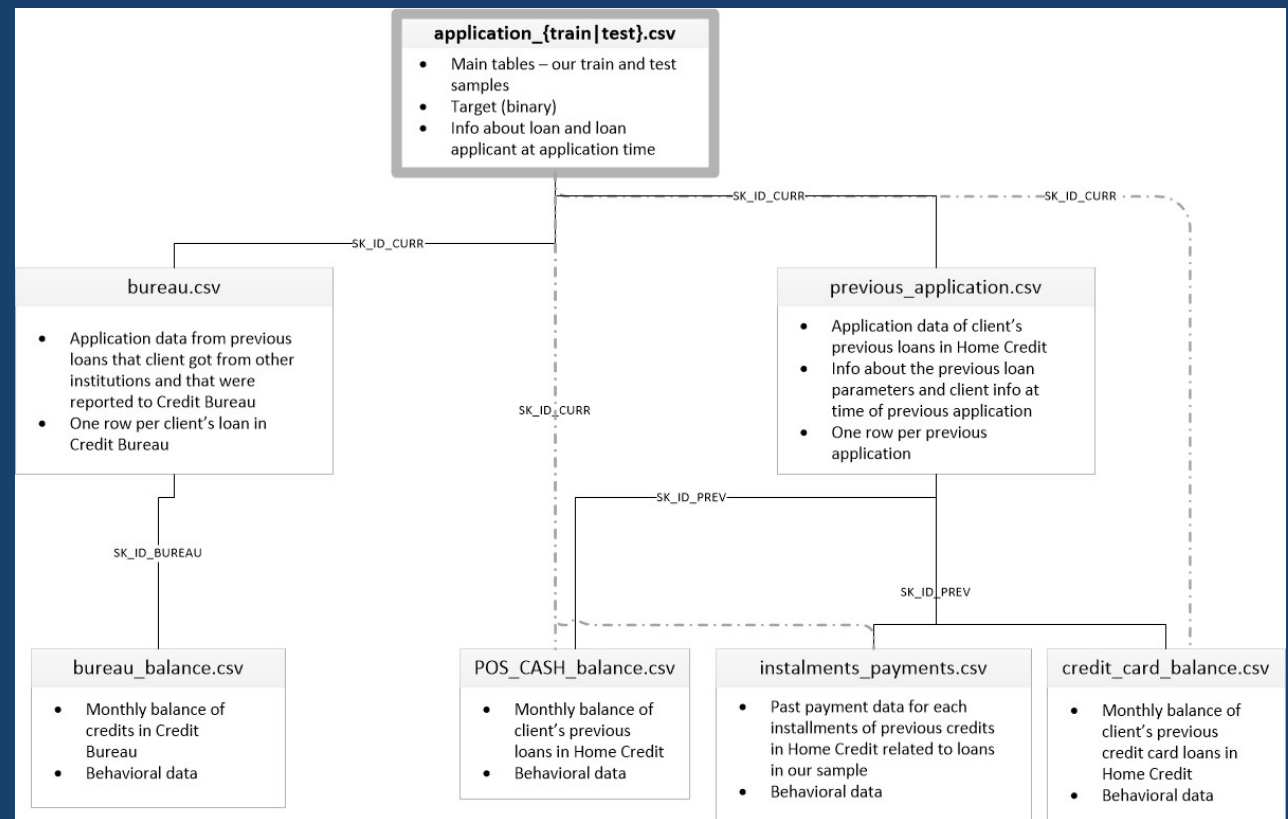 application_{train|test}.csv
• Main tables – our train and test
samples
• Target (binary)
• Info about loan and loan
applicant at application time
SK_ID_CURR
SK_ID_CURR
SK_ID_CURR
bureau.csv
• Application data from previous
loans that client got from other
institutions and that were
reported to Credit Bureau
• One row per client's loan in
Credit Bureau
SK_ID_CURR
previous_application.csv
• Application data of client's
previous loans in Home Credit
• Info about the previous loan
parameters and client info at
time of previous application
• One row per previous
application
SK_ID_PREV
SK_ID_BUREAU
SK_ID_PREV
bureau_balance.csv
• Monthly balance of
credits in Credit
Bureau
• Behavioral data
POS_CASH_balance.csv
• Monthly balance of
client's previous
loans in Home Credit
• Behavioral data
instalments_payments.csv
• Past payment data for each
installments of previous credits
in Home Credit related to loans
in our sample
• Behavioral data
credit_card_balance.csv
• Monthly balance of
client's previous
credit card loans in
Home Credit
• Behavioral data